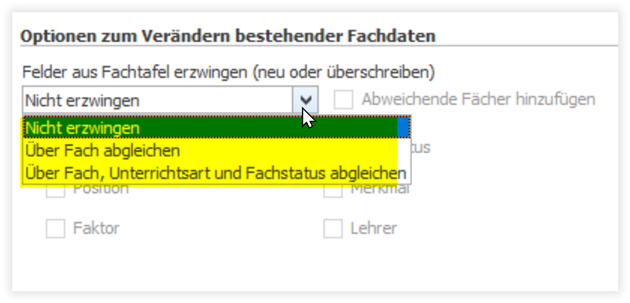 Optionen zum Verändern bestehender Fachdaten
Felder aus Fachtafel erzwingen (neu oder überschreiben)
Nicht erzwingen
Abweichende Fächer hinzufügen
Nicht erzwingen
Über Fach abgleichen
tus
Über Fach, Unterrichtsart und Fachstatus abgleichen
Position
Merkmal
Faktor
Lehrer